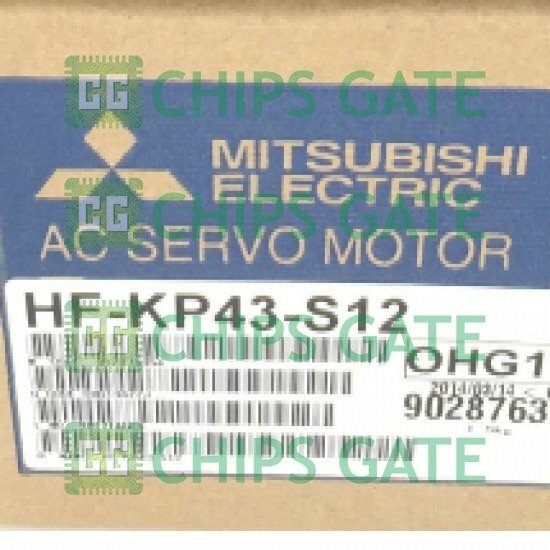 CG CHIPS GATE
MITSUBISHI
ELECTRIC
CG CHIPS GATE
AC SERVO MOTOR
HF-KP43-S12
CG CHIPS GATE
OHG1
9028763
CG CHIPS GATE